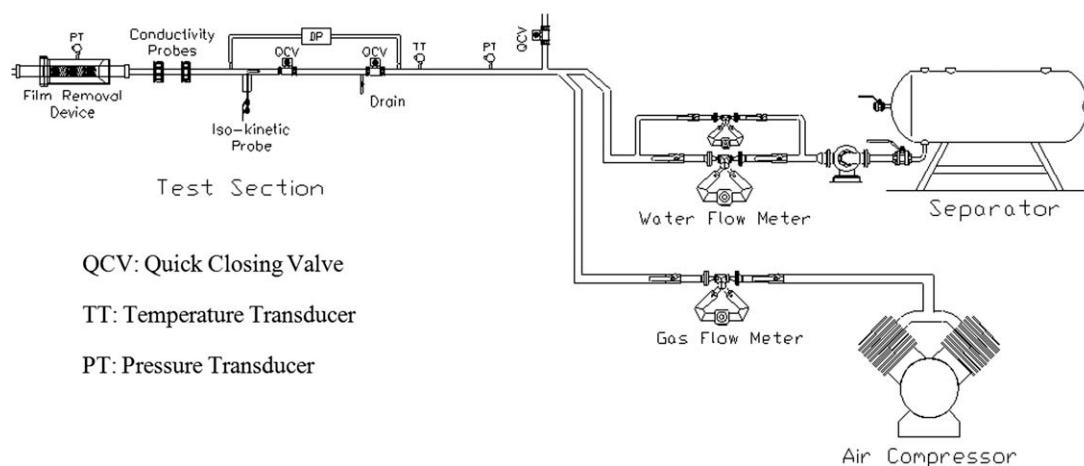 QCV
PT
Conductivity
Probes
DP
QCV
QCV
TT
PT
Film Removal
Device
Drain
Iso-kinetic
Probe
Test Section
Water Flow Meter
Separator
QCV: Quick Closing Valve
TT: Temperature Transducer
PT: Pressure Transducer
Gas Flow Meter
Air Compressor